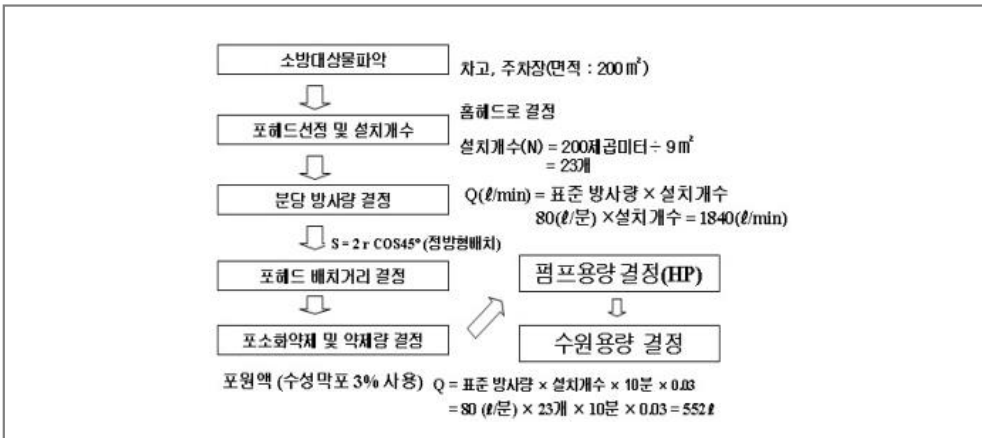 소방대상물파악
차고, 주차장(면적 : 200㎡)
홈헤드로 결정
포헤드선정 및 설치개수
설치개수(N) = 200제곱미터 ÷ 9㎡
= 23개
분당 방사량 결정
Q(ℓ/min) = 표준 방사량 × 설치개수
80(ℓ/분) ×설치개수 = 1840(ℓ/min)
S = 2 r COS45° (정방형배치)
포헤드 배치거리 결정
펌프용량 결정(HP)
포소화약제 및 약제량 결정
수원용량 결정
포원액 (수성막포 3% 사용)
Q = 표준 방사량 × 설치개수 × 10분 × 0.03
= 80 (ℓ/분) × 23개 × 10분 × 0.03 = 552ℓ